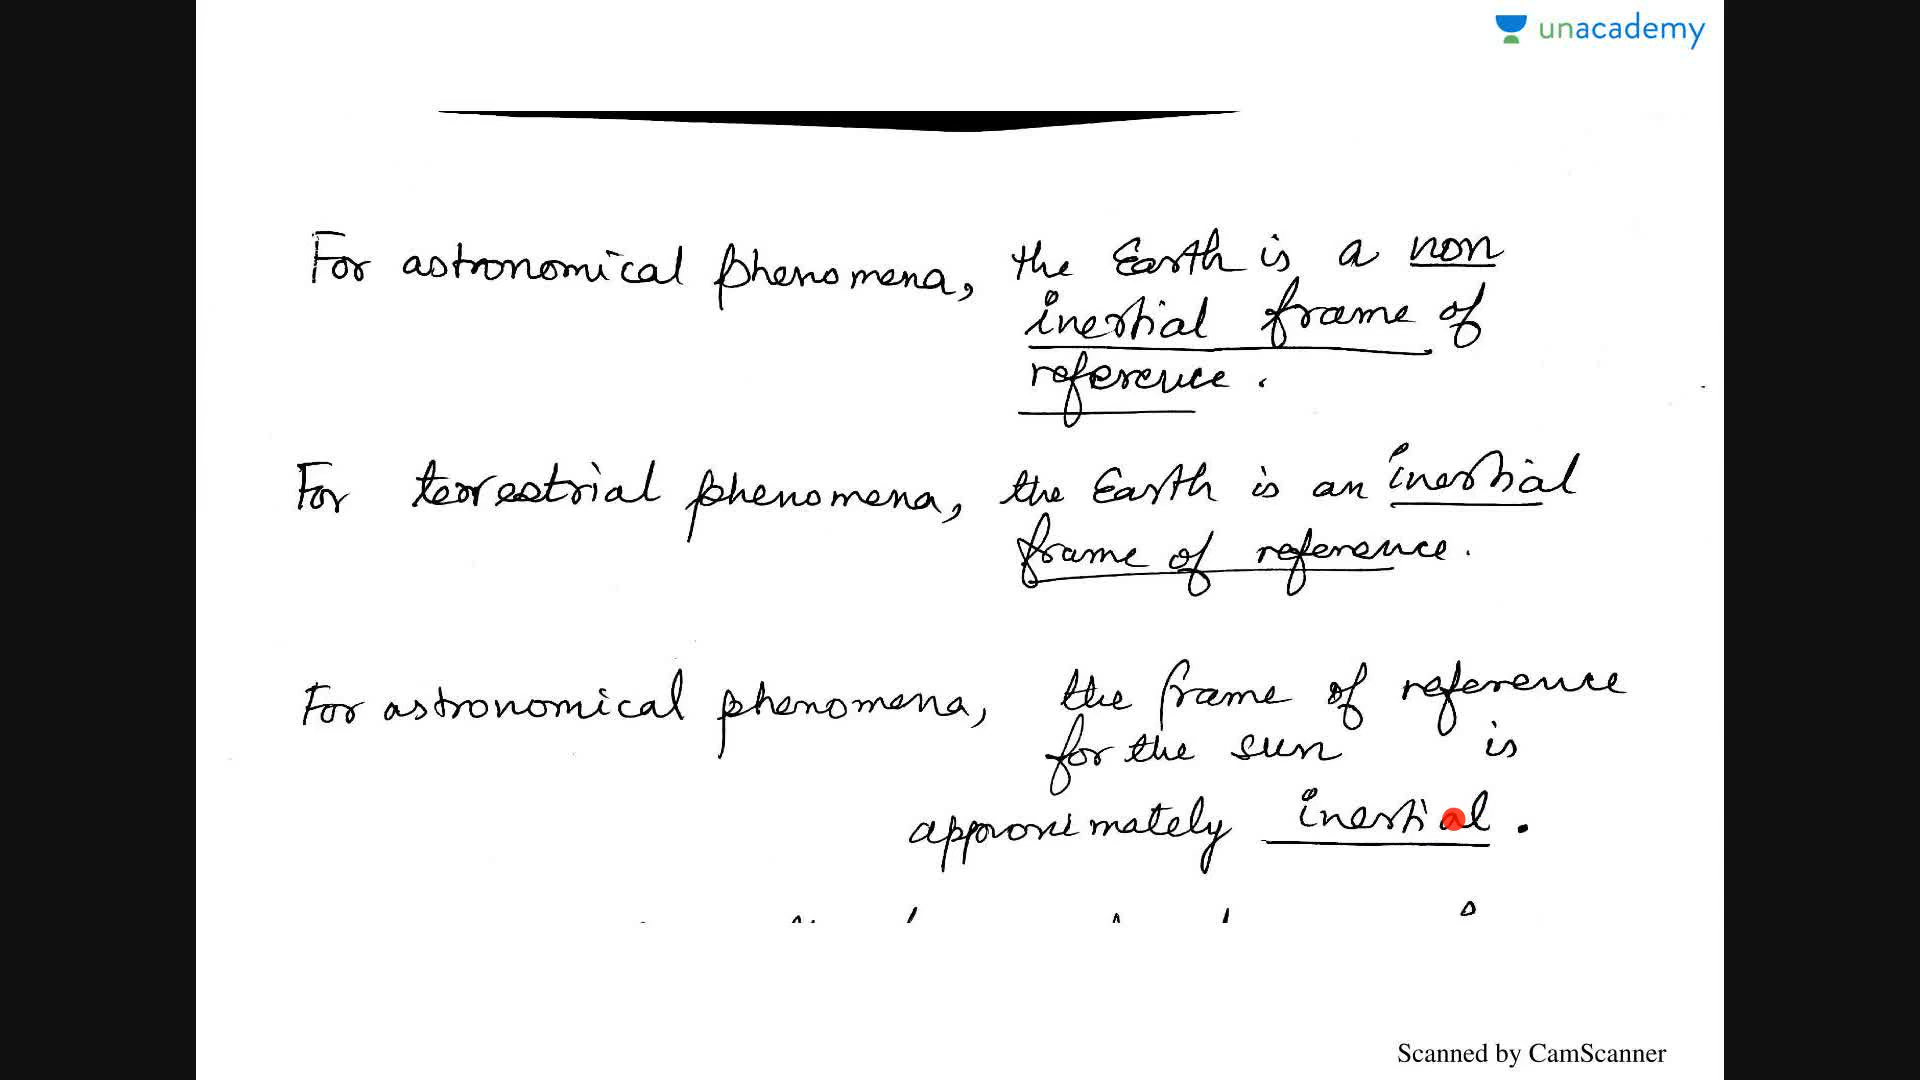 unacademy
For astronomical phenomena, the Earth is a non
inertial frame of
reference.
For terrestrial phenomena, the Earth is an inertial
frame of reference.
For astronomical phenomena, the frame of reference
for the sun is
approximately inertial.
Scanned by CamScanner